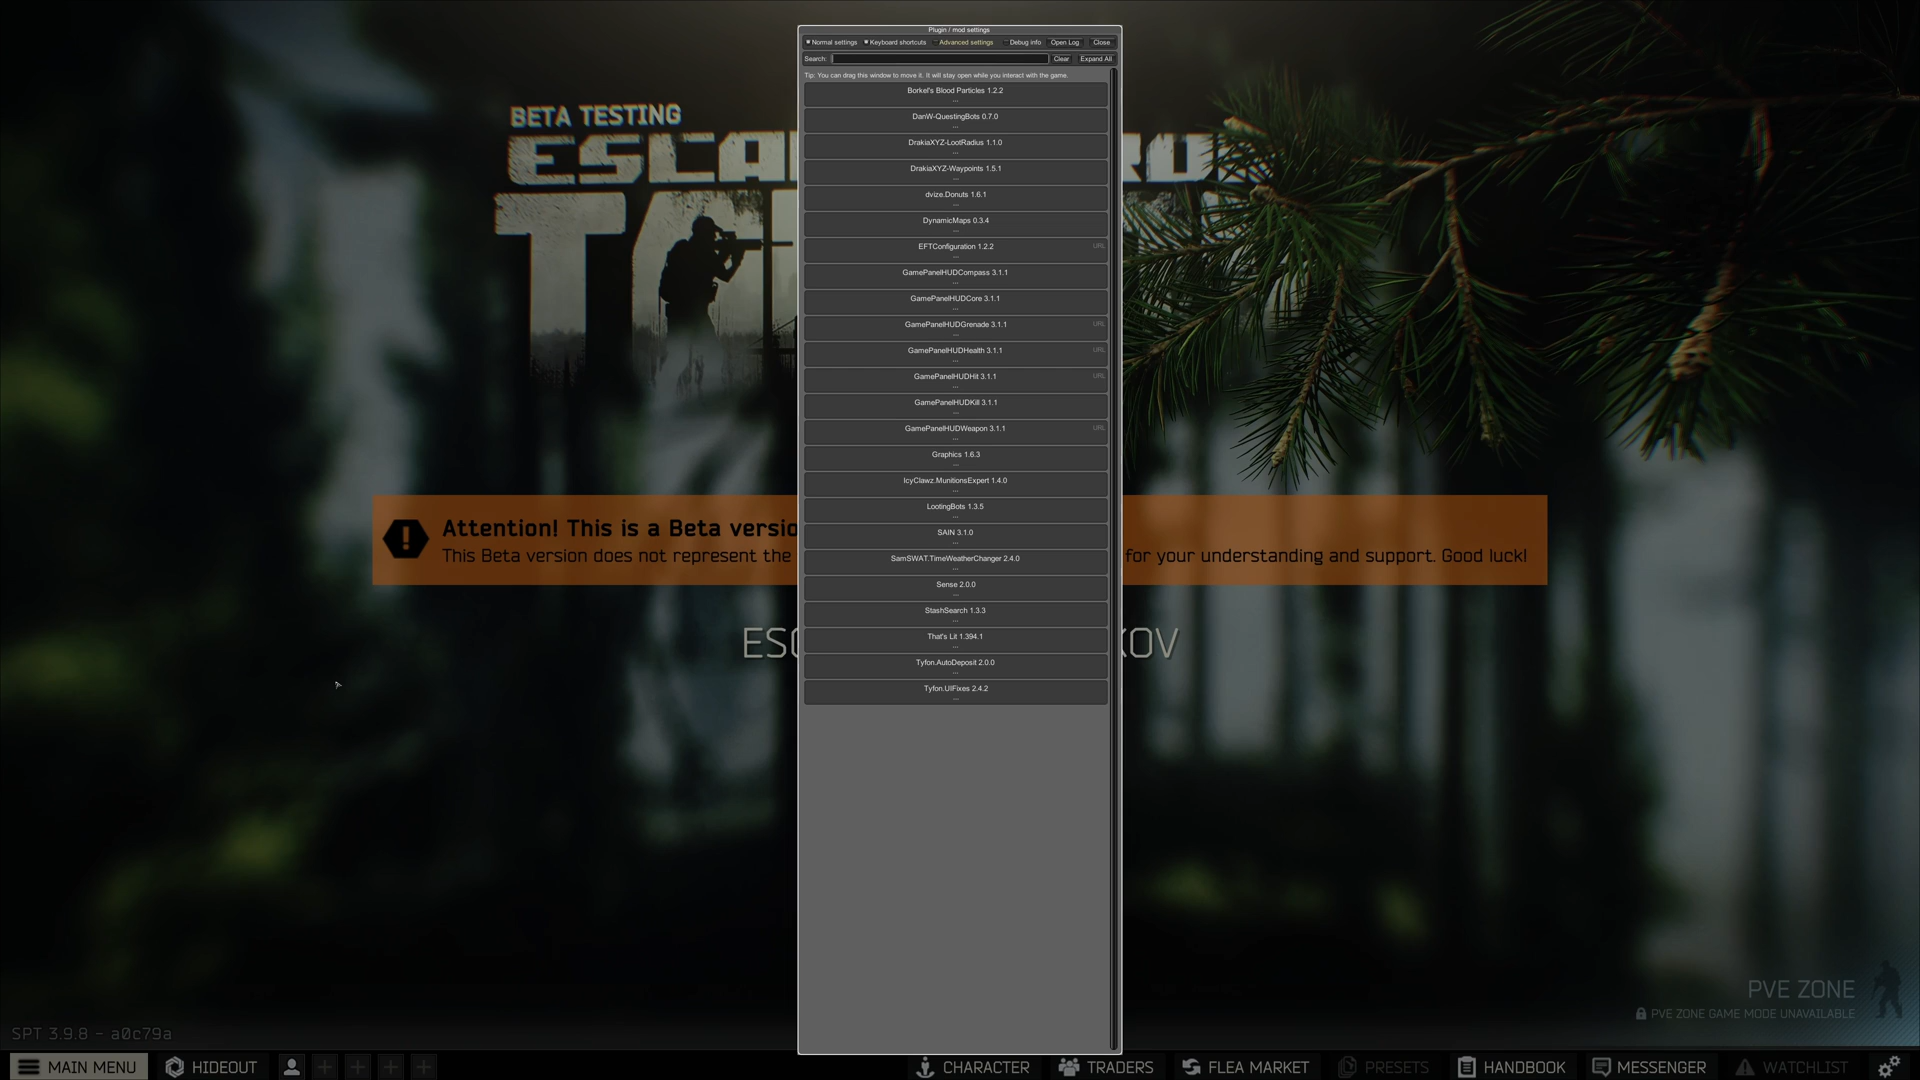 Plugin / mod settings
Normal settings Keyboard shortcuts Advanced settings Debug info Open Log Close
Search: Clear Expand All
Tip: You can drag this window to move it. It will stay open while you interact with the game.
Borkel's Blood Particles 1.2.2
...
DanW-QuestingBots 0.7.0
...
DrakiaXYZ-LootRadius 1.1.0
...
DrakiaXYZ-Waypoints 1.5.1
...
dvize.Donuts 1.6.1
...
DynamicMaps 0.3.4
...
EFTConfiguration 1.2.2 URL
...
GamePanelHUDCompass 3.1.1
...
GamePanelHUDCore 3.1.1
...
GamePanelHUDGrenade 3.1.1 URL
...
GamePanelHUDHealth 3.1.1 URL
...
GamePanelHUDHit 3.1.1 URL
...
GamePanelHUDKill 3.1.1
...
GamePanelHUDWeapon 3.1.1 URL
...
Graphics 1.6.3
...
IcyClawz.MunitionsExpert 1.4.0
...
LootingBots 1.3.5
...
SAIN 3.1.0
...
SamSWAT.TimeWeatherChanger 2.4.0
...
Sense 2.0.0
...
StashSearch 1.3.3
...
That's Lit 1.394.1
...
Tyfon.AutoDeposit 2.0.0
...
Tyfon.UIFixes 2.4.2
...
BETA TESTING
Attention! This is a Beta
This Beta version does not represent the for your understanding and support. Good luck!
PVE ZONE
PVE ZONE GAME MODE UNAVAILABLE
SPT 3.9.8 - a0c79a
MAIN MENU HIDEOUT CHARACTER TRADERS FLEA MARKET PRESETS HANDBOOK MESSENGER WATCHLIST